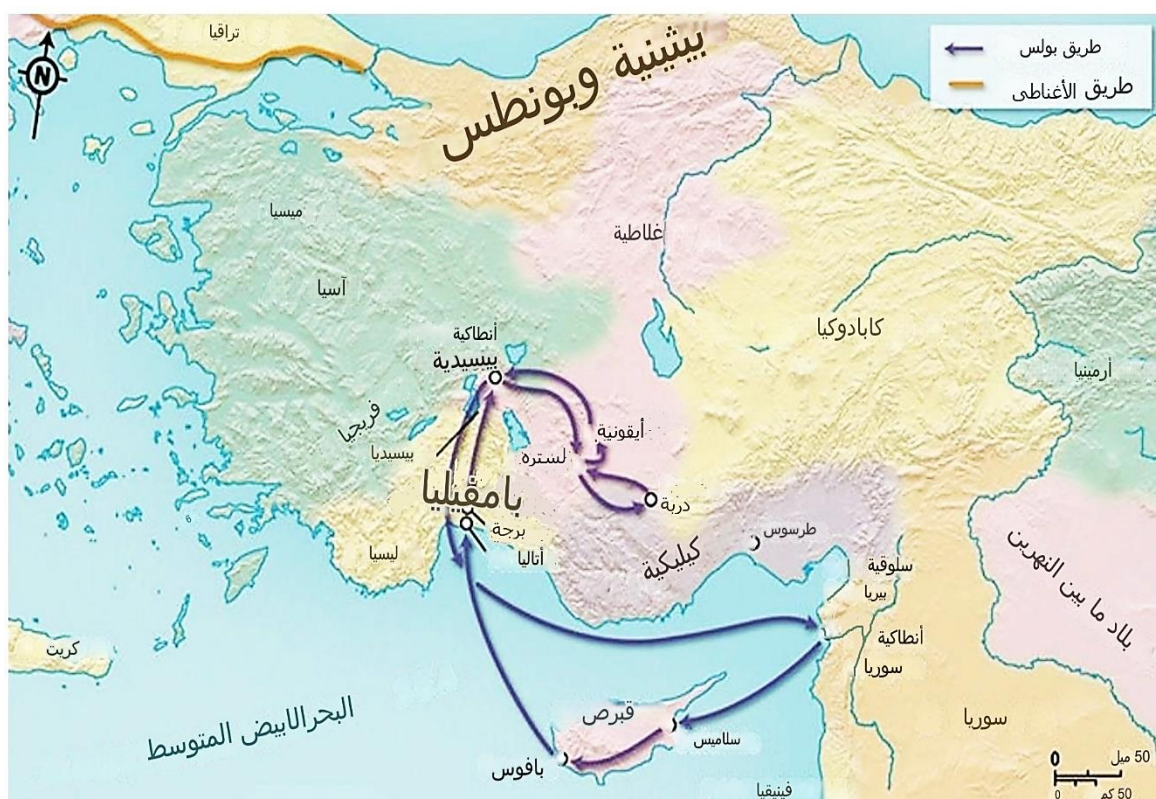 تراقيا
بيثينية وبونطس
طريق بولس
طريق الأغناطى
N
ميسيا
غلاطية
آسيا
كابادوكيا
أنطاكية
بيسيدية
أرمينيا
فريجيا
أيقونية
بيسيديا
لستره
بامفيليا
دربة
برجة
طرسوس
ليسيا
أتاليا
كيليكية
سلوقية
بيريا
بلاد ما بين النهرين
أنطاكية
سوريا
كريت
البحرالابيض المتوسط
قبرص
سلاميس
سوريا
بافوس
فينيقيا
0 50 ميل
0 50 كم